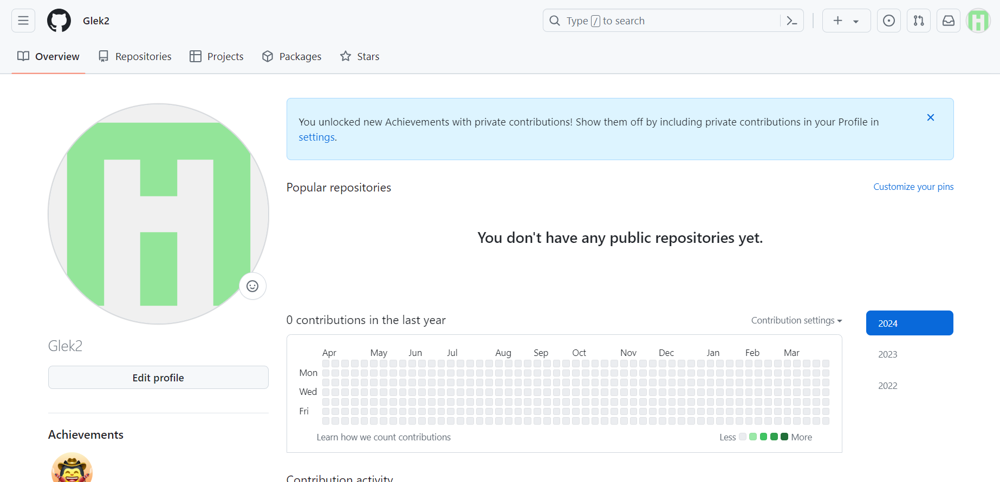 Glek2
Type / to search
Overview
Repositories
Projects
Packages
Stars
You unlocked new Achievements with private contributions! Show them off by including private contributions in your Profile in
settings.
Popular repositories
Customize your pins
You don't have any public repositories yet.
0 contributions in the last year
Contribution settings
2024
2023
2022
Apr May Jun Jul Aug Sep Oct Nov Dec Jan Feb Mar
Mon
Wed
Fri
Learn how we count contributions
Less More
Glek2
Edit profile
Achievements
Contribution activity